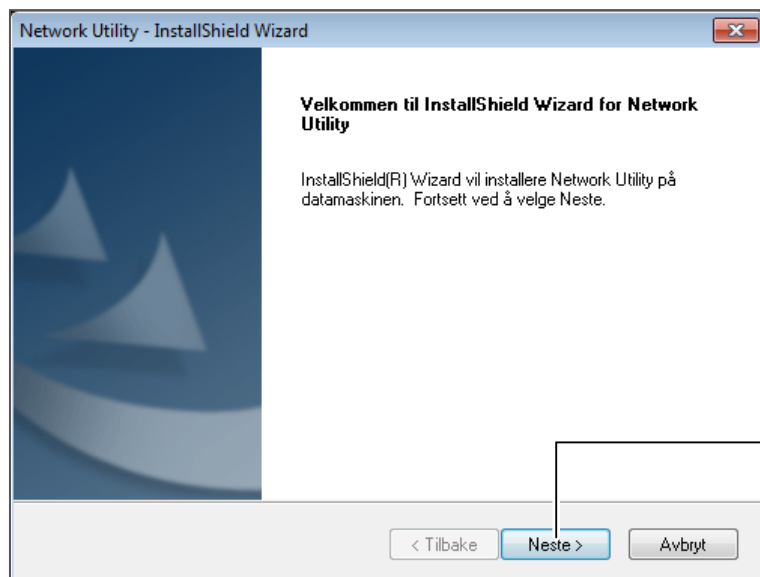 Network Utility - InstallShield Wizard
Velkommen til InstallShield Wizard for Network
Utility
InstallShield(R) Wizard vil installere Network Utility på
datamaskinen. Fortsett ved å velge Neste.
< Tilbake
Neste >
Avbryt